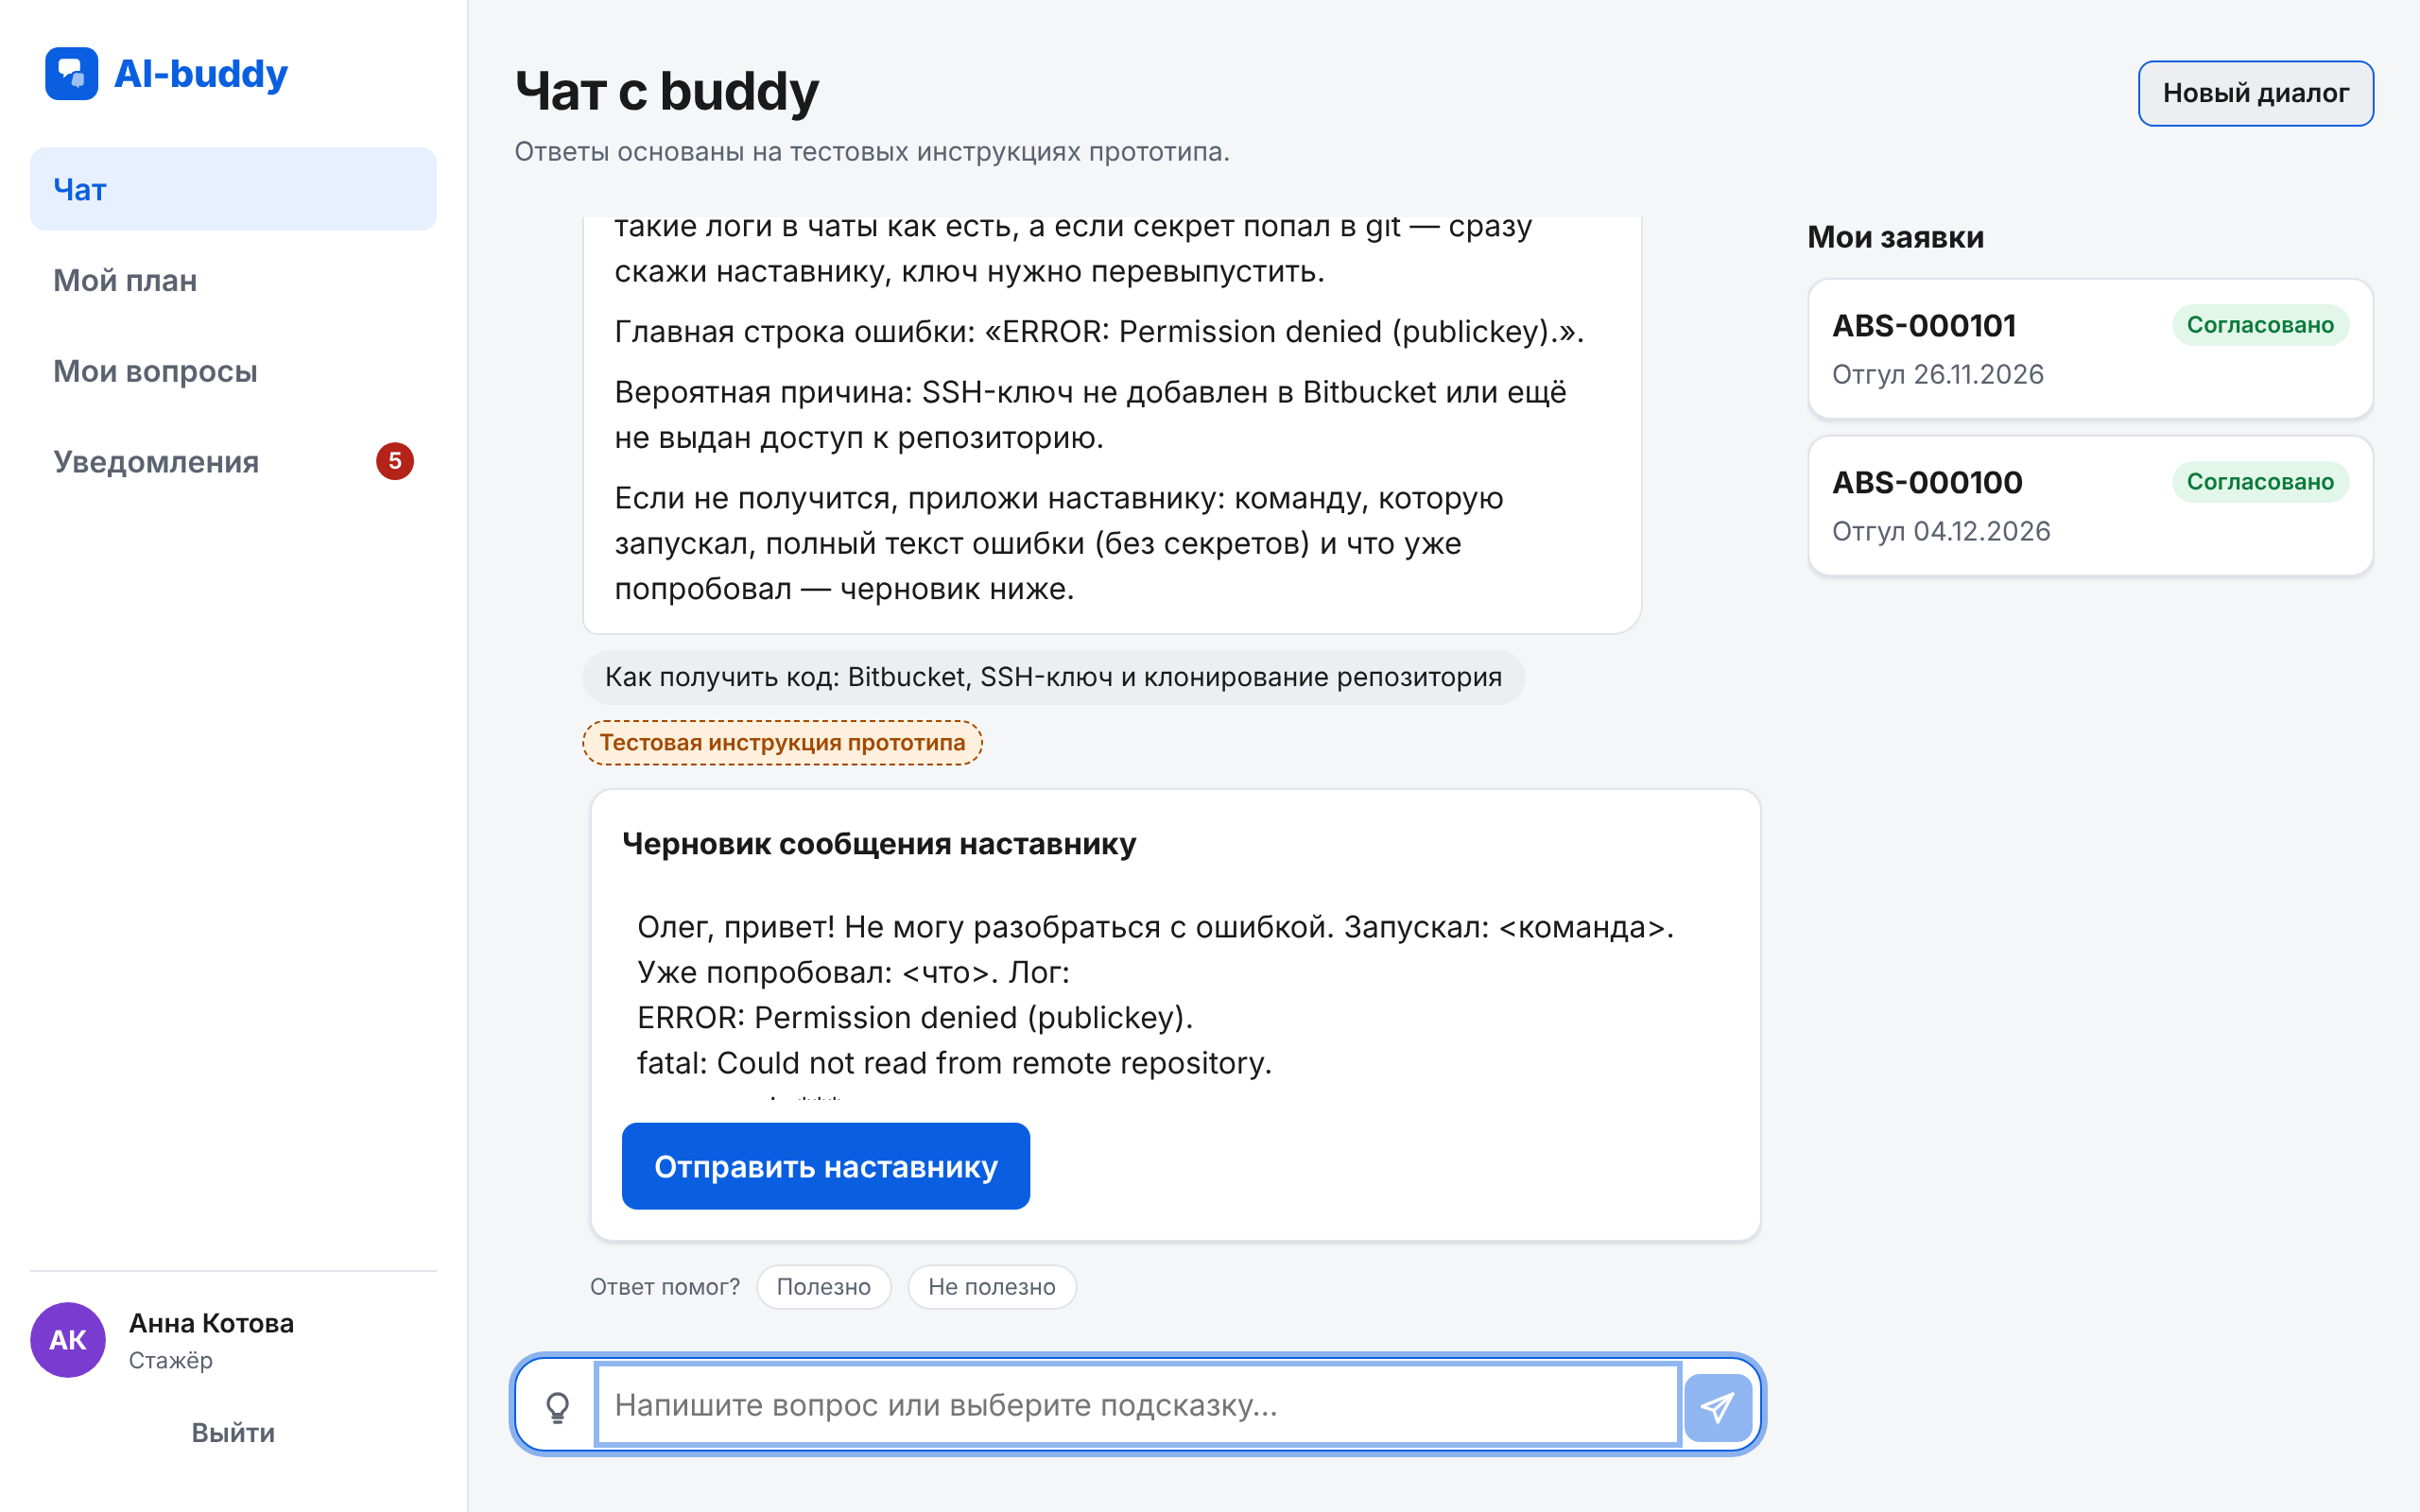 AI-buddy
Чат
Мой план
Мои вопросы
Уведомления
5
Анна Котова
АК
Стажёр
Выйти
Чат с buddy
Ответы основаны на тестовых инструкциях прототипа.
Новый диалог
такие логи в чаты как есть, а если секрет попал в git — сразу
скажи наставнику, ключ нужно перевыпустить.
Главная строка ошибки: «ERROR: Permission denied (publickey).».
Вероятная причина: SSH-ключ не добавлен в Bitbucket или ещё
не выдан доступ к репозиторию.
Если не получится, приложи наставнику: команду, которую
запускал, полный текст ошибки (без секретов) и что уже
попробовал — черновик ниже.
Как получить код: Bitbucket, SSH-ключ и клонирование репозитория
Тестовая инструкция прототипа
Черновик сообщения наставнику
Олег, привет! Не могу разобраться с ошибкой. Запускал: <команда>.
Уже попробовал: <что>. Лог:
ERROR: Permission denied (publickey).
fatal: Could not read from remote repository.
Отправить наставнику
Ответ помог?
Полезно
Не полезно
Напишите вопрос или выберите подсказку...
Мои заявки
ABS-000101
Согласовано
Отгул 26.11.2026
ABS-000100
Согласовано
Отгул 04.12.2026